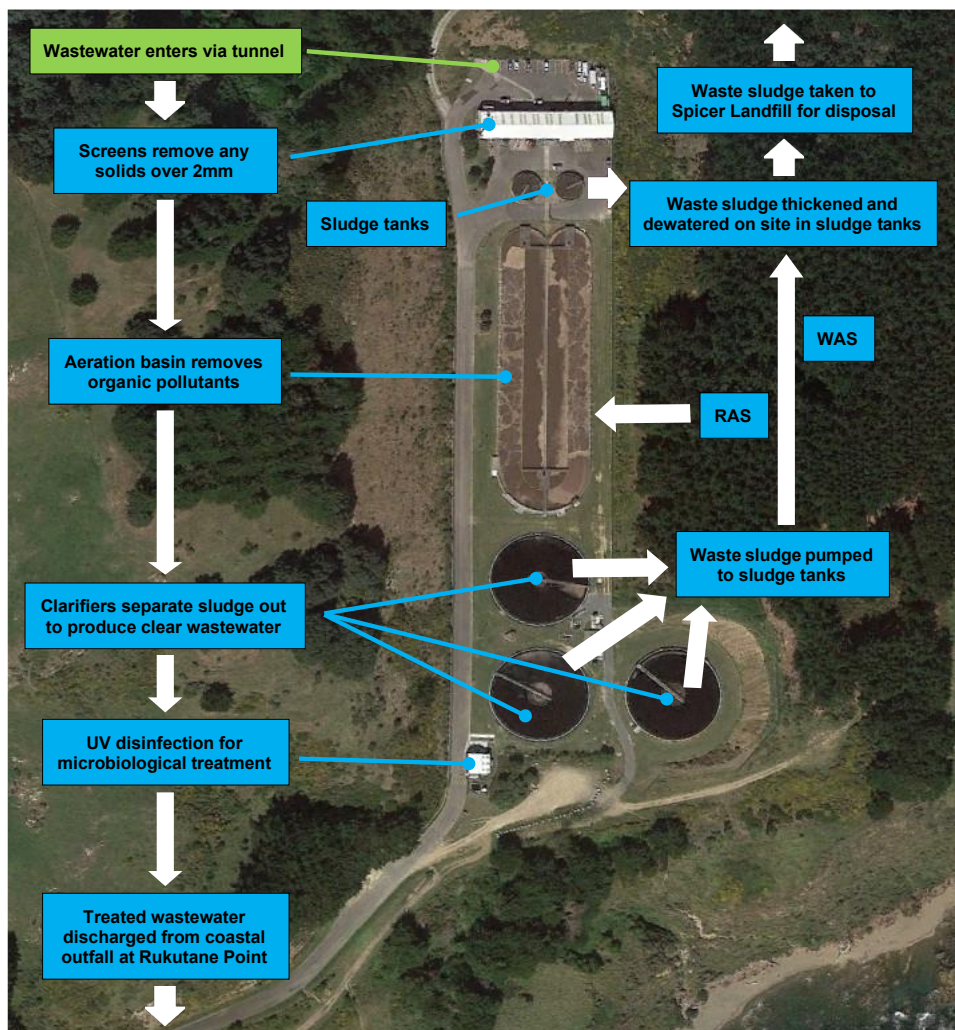 Wastewater enters via tunnel
Screens remove any
solids over 2mm
Sludge tanks
Aeration basin removes
organic pollutants
Clarifiers separate sludge out
to produce clear wastewater
UV disinfection for
microbiological treatment
Treated wastewater
discharged from coastal
outfall at Rukutane Point
Waste sludge taken to
Spicer Landfill for disposal
Waste sludge thickened and
dewatered on site in sludge tanks
WAS
RAS
Waste sludge pumped
to sludge tanks